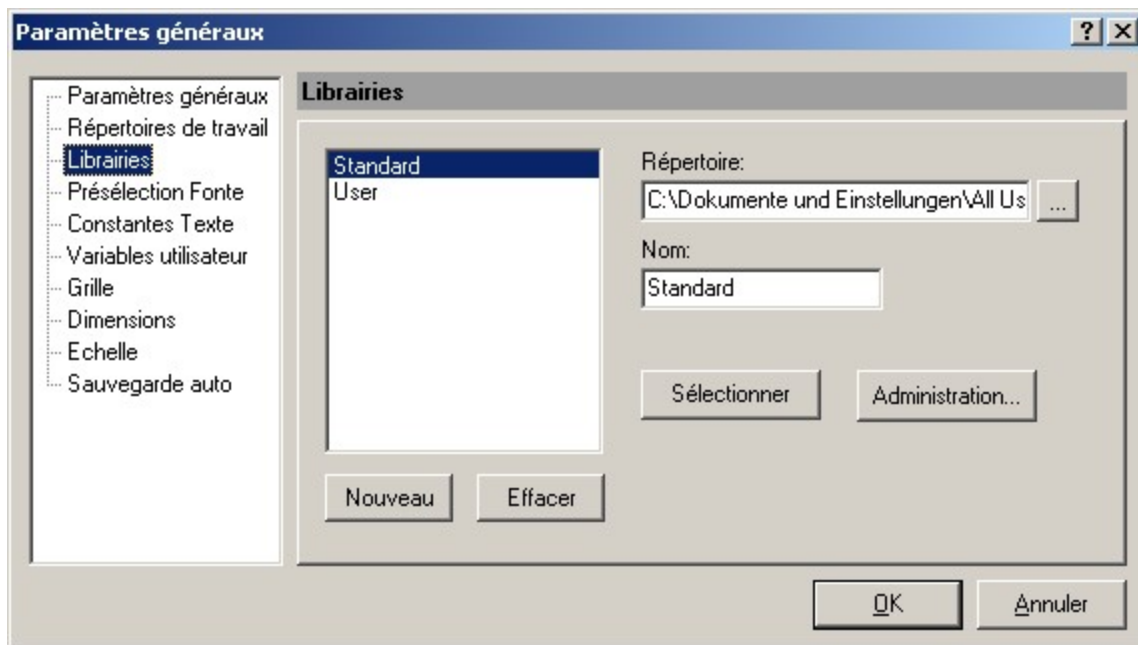 Paramètres généraux
Paramètres généraux
Répertoires de travail
Librairies
Présélection Fonte
Constantes Texte
Variables utilisateur
Grille
Dimensions
Echelle
Sauvegarde auto
Librairies
Standard
User
Répertoire:
C:\Dokumente und Einstellungen\All Us
...
Nom:
Standard
Sélectionner
Administration...
Nouveau
Effacer
OK
Annuler